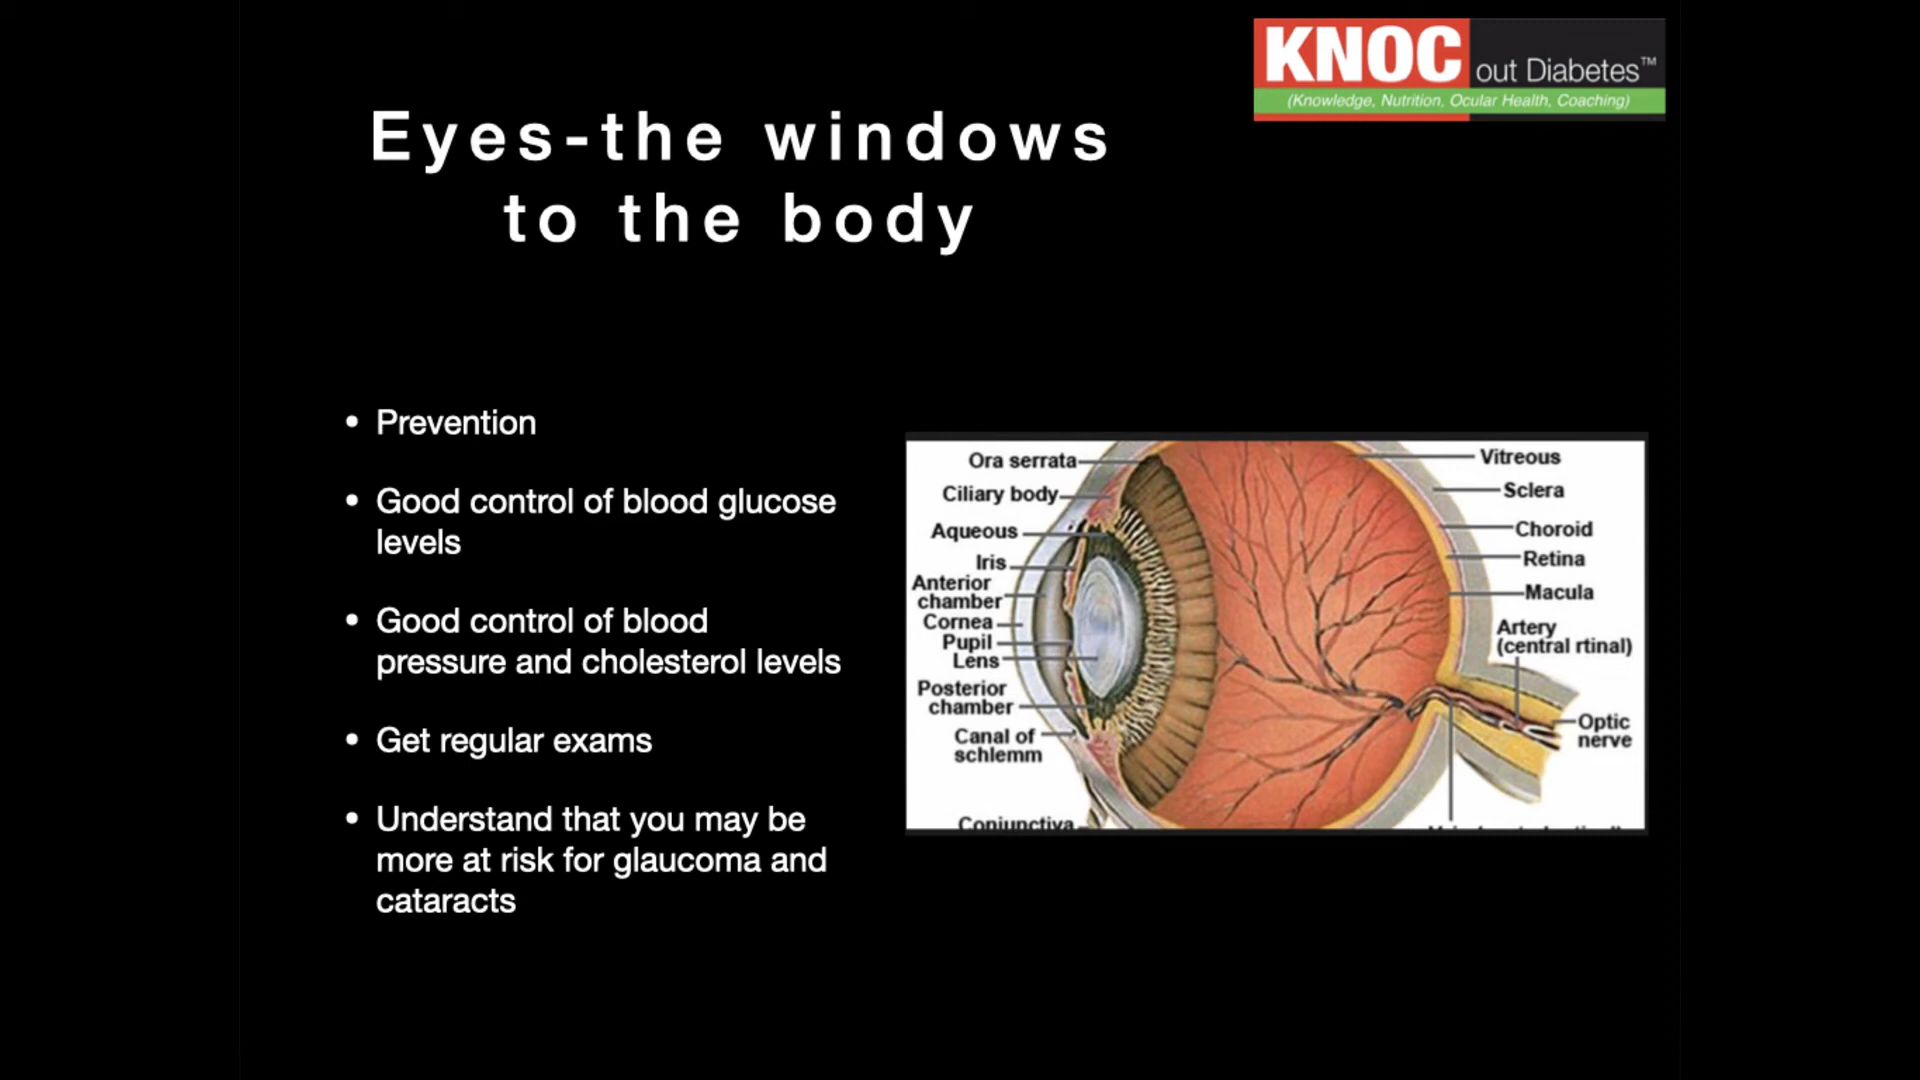 KNOC out Diabetes™
(Knowledge, Nutrition, Ocular Health, Coaching)
Eyes-the windows
to the body
• Prevention
• Good control of blood glucose
levels
• Good control of blood
pressure and cholesterol levels
• Get regular exams
• Understand that you may be
more at risk for glaucoma and
cataracts
Ora serrata
Ciliary body
Aqueous
Iris
Anterior
chamber
Cornea
Pupil
Lens
Posterior
chamber
Canal of
schlemm
Conjunctiva
Vitreous
Sclera
Choroid
Retina
Macula
Artery
(central rtinal)
Optic
nerve